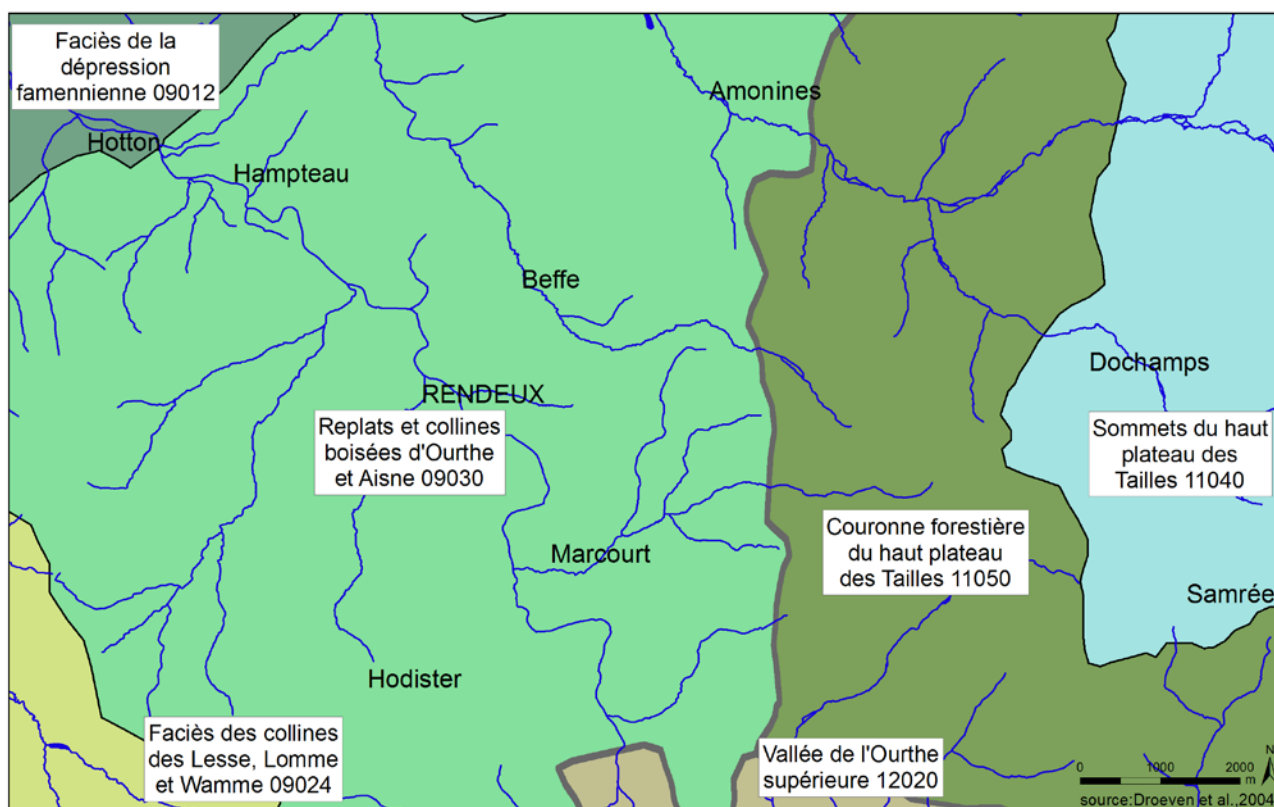 Faciès de la
dépression
famennienne 09012
Amonines
Hotton
Hampteau
Beffe
Dochamps
RENDEUX
Replats et collines
boisées d'Ourthe
et Aisne 09030
Sommets du haut
plateau des
Tailles 11040
Couronne forestière
du haut plateau
des Tailles 11050
Marcourt
Samrée
Hodister
Faciès des collines
des Lesse, Lomme
et Wamme 09024
Vallée de l'Ourthe
supérieure 12020
N
0 1000 2000
m
source:Droeven et al.,2004